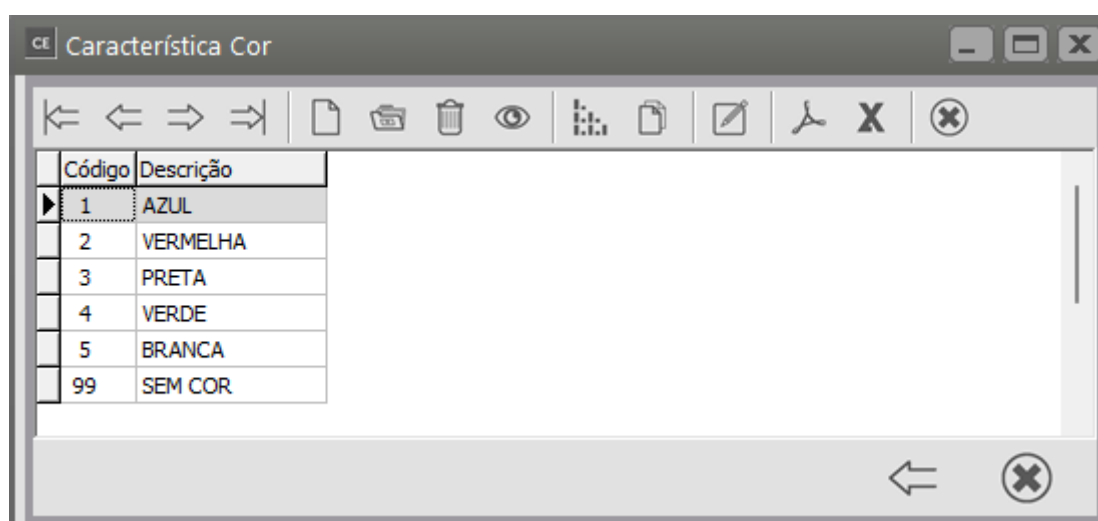 CE Característica Cor
Código Descrição
1 AZUL
2 VERMELHA
3 PRETA
4 VERDE
5 BRANCA
99 SEM COR